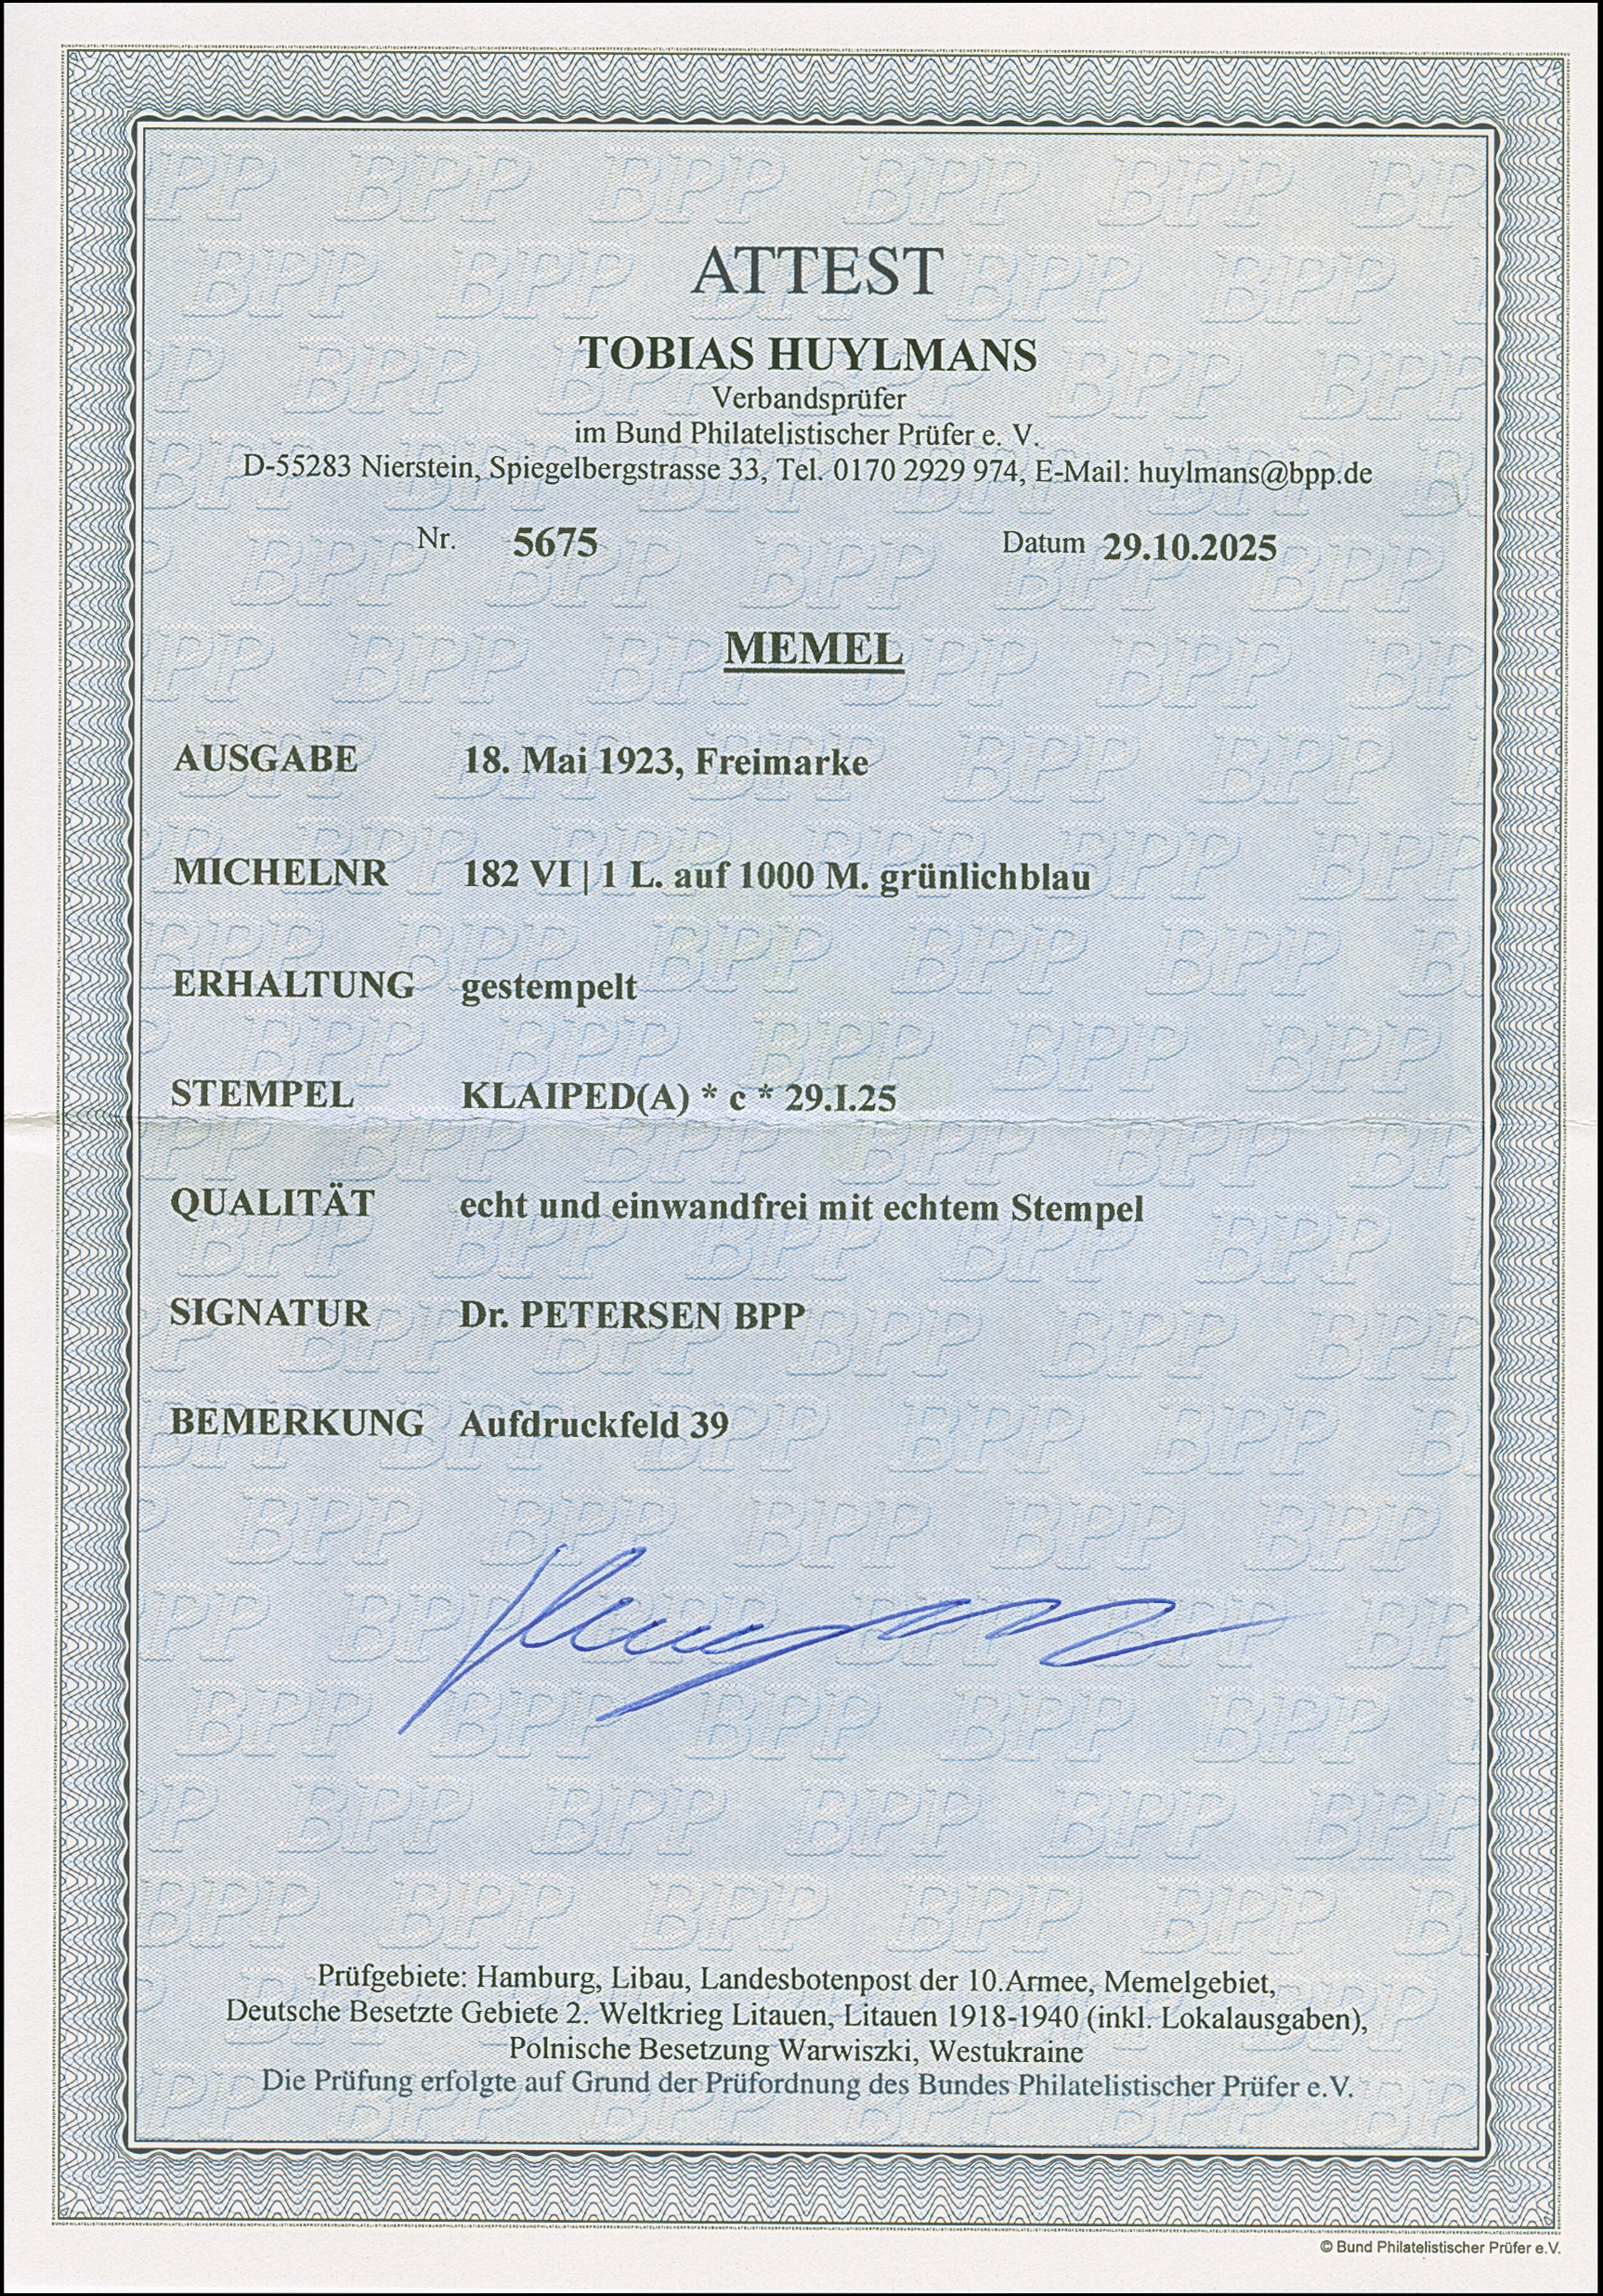 ATTEST
TOBIAS HUYLMANS
Verbandsprüfer
im Bund Philatelistischer Prüfer e. V.
D-55283 Nierstein, Spiegelbergstrasse 33, Tel. 0170 2929 974, E-Mail: huylmans@bpp.de
Nr. 5675 Datum 29.10.2025
MEMEL
AUSGABE 18. Mai 1923, Freimarke
MICHELNR 182 VI | 1 L. auf 1000 M. grünlichblau
ERHALTUNG gestempelt
STEMPEL KLAIPED(A) * c * 29.I.25
QUALITÄT echt und einwandfrei mit echtem Stempel
SIGNATUR Dr. PETERSEN BPP
BEMERKUNG Aufdruckfeld 39
Prüfgebiete: Hamburg, Libau, Landesbotenpost der 10.Armee, Memelgebiet,
Deutsche Besetzte Gebiete 2. Weltkrieg Litauen, Litauen 1918-1940 (inkl. Lokalausgaben),
Polnische Besetzung Warwiszki, Westukraine
Die Prüfung erfolgte auf Grund der Prüfordnung des Bundes Philatelistischer Prüfer e.V.
© Bund Philatelistischer Prüfer e.V.